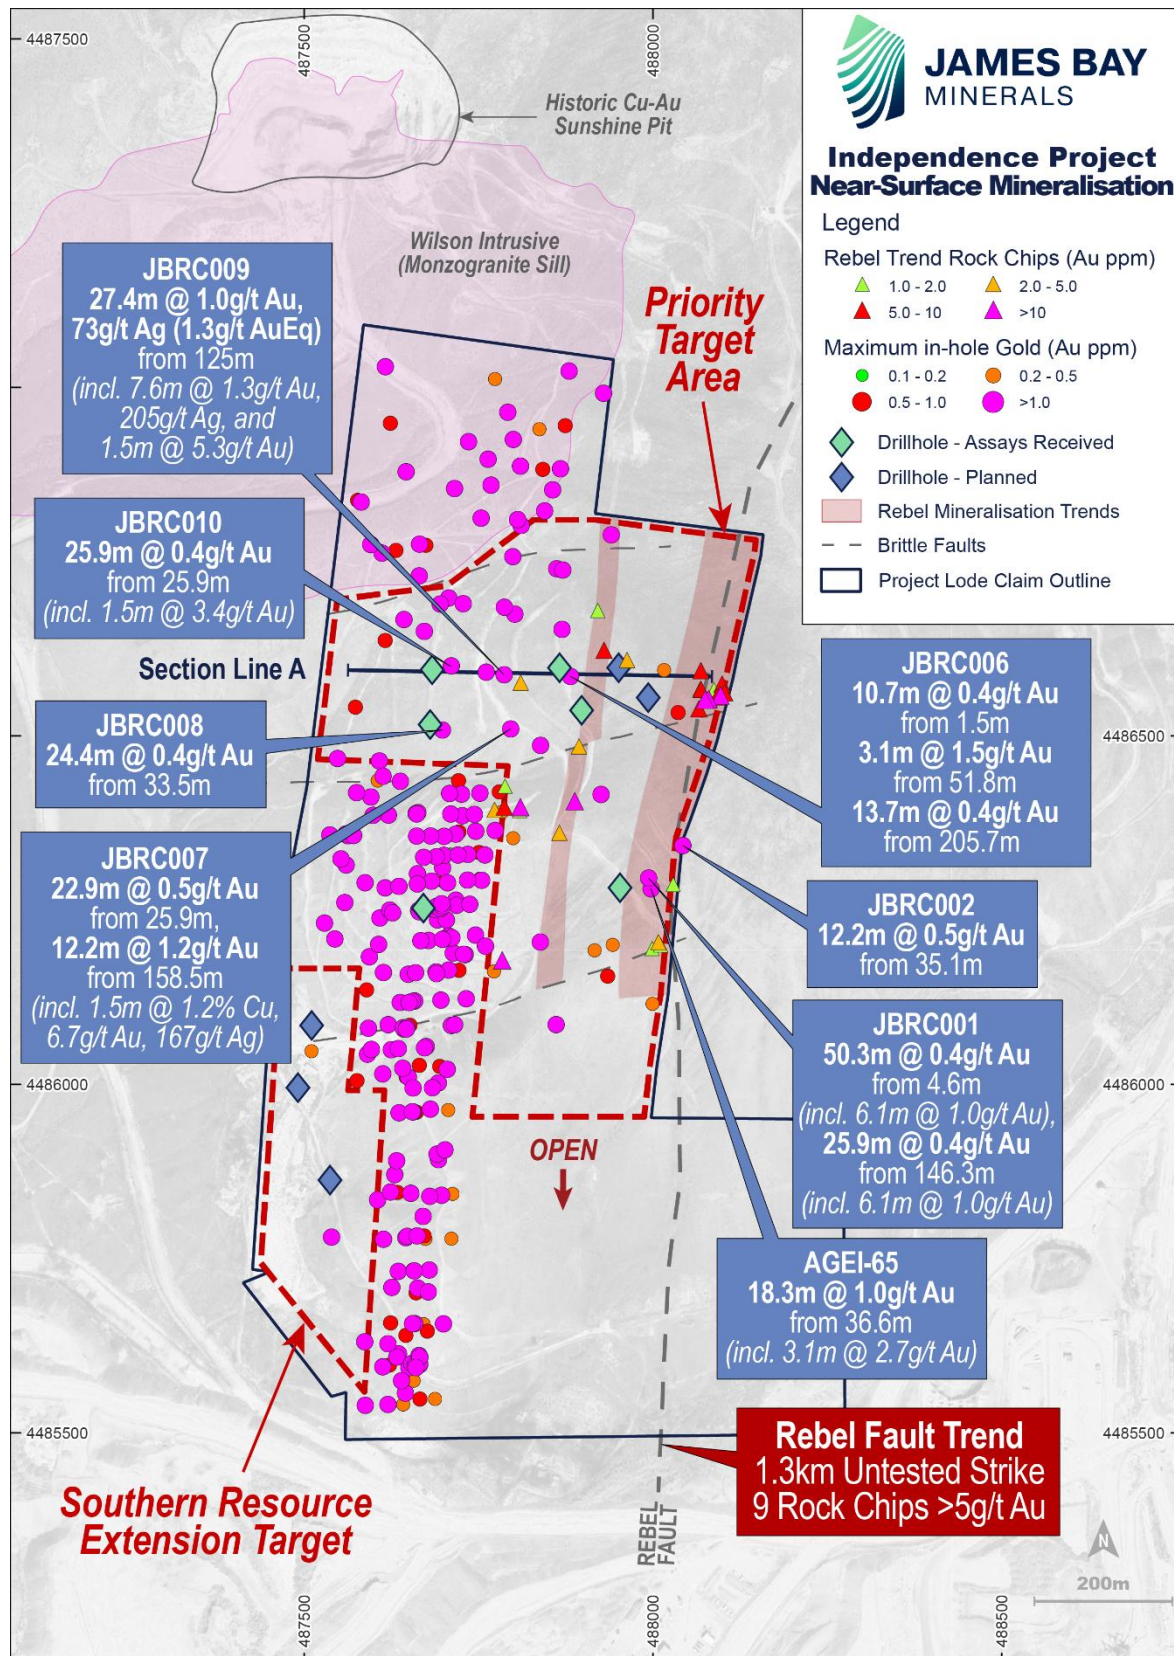 4487500
487500
488000
Historic Cu-Au
Sunshine Pit
Wilson Intrusive
(Monzogranite Sill)
JAMES BAY
MINERALS
Independence Project
Near-Surface Mineralisation
Legend
Rebel Trend Rock Chips (Au ppm)
1.0 - 2.0
2.0 - 5.0
5.0 - 10
>10
Maximum in-hole Gold (Au ppm)
0.1 - 0.2
0.2 - 0.5
0.5 - 1.0
>1.0
Drillhole - Assays Received
Drillhole - Planned
Rebel Mineralisation Trends
Brittle Faults
Project Lode Claim Outline
Priority
Target
Area
JBRC009
27.4m @ 1.0g/t Au,
73g/t Ag (1.3g/t AuEq)
from 125m
(incl. 7.6m @ 1.3g/t Au,
205g/t Ag, and
1.5m @ 5.3g/t Au)
JBRC010
25.9m @ 0.4g/t Au
from 25.9m
(incl. 1.5m @ 3.4g/t Au)
Section Line A
JBRC008
24.4m @ 0.4g/t Au
from 33.5m
JBRC007
22.9m @ 0.5g/t Au
from 25.9m,
12.2m @ 1.2g/t Au
from 158.5m
(incl. 1.5m @ 1.2% Cu,
6.7g/t Au, 167g/t Ag)
JBRC006
10.7m @ 0.4g/t Au
from 1.5m
3.1m @ 1.5g/t Au
from 51.8m
13.7m @ 0.4g/t Au
from 205.7m
4486500
JBRC002
12.2m @ 0.5g/t Au
from 35.1m
JBRC001
50.3m @ 0.4g/t Au
from 4.6m
(incl. 6.1m @ 1.0g/t Au),
25.9m @ 0.4g/t Au
from 146.3m
(incl. 6.1m @ 1.0g/t Au)
4486000
4486000
OPEN
AGEI-65
18.3m @ 1.0g/t Au
from 36.6m
(incl. 3.1m @ 2.7g/t Au)
4485500
4485500
Rebel Fault Trend
1.3km Untested Strike
9 Rock Chips >5g/t Au
Southern Resource
Extension Target
REBEL
FAULT
N
200m
487500
488000
488500